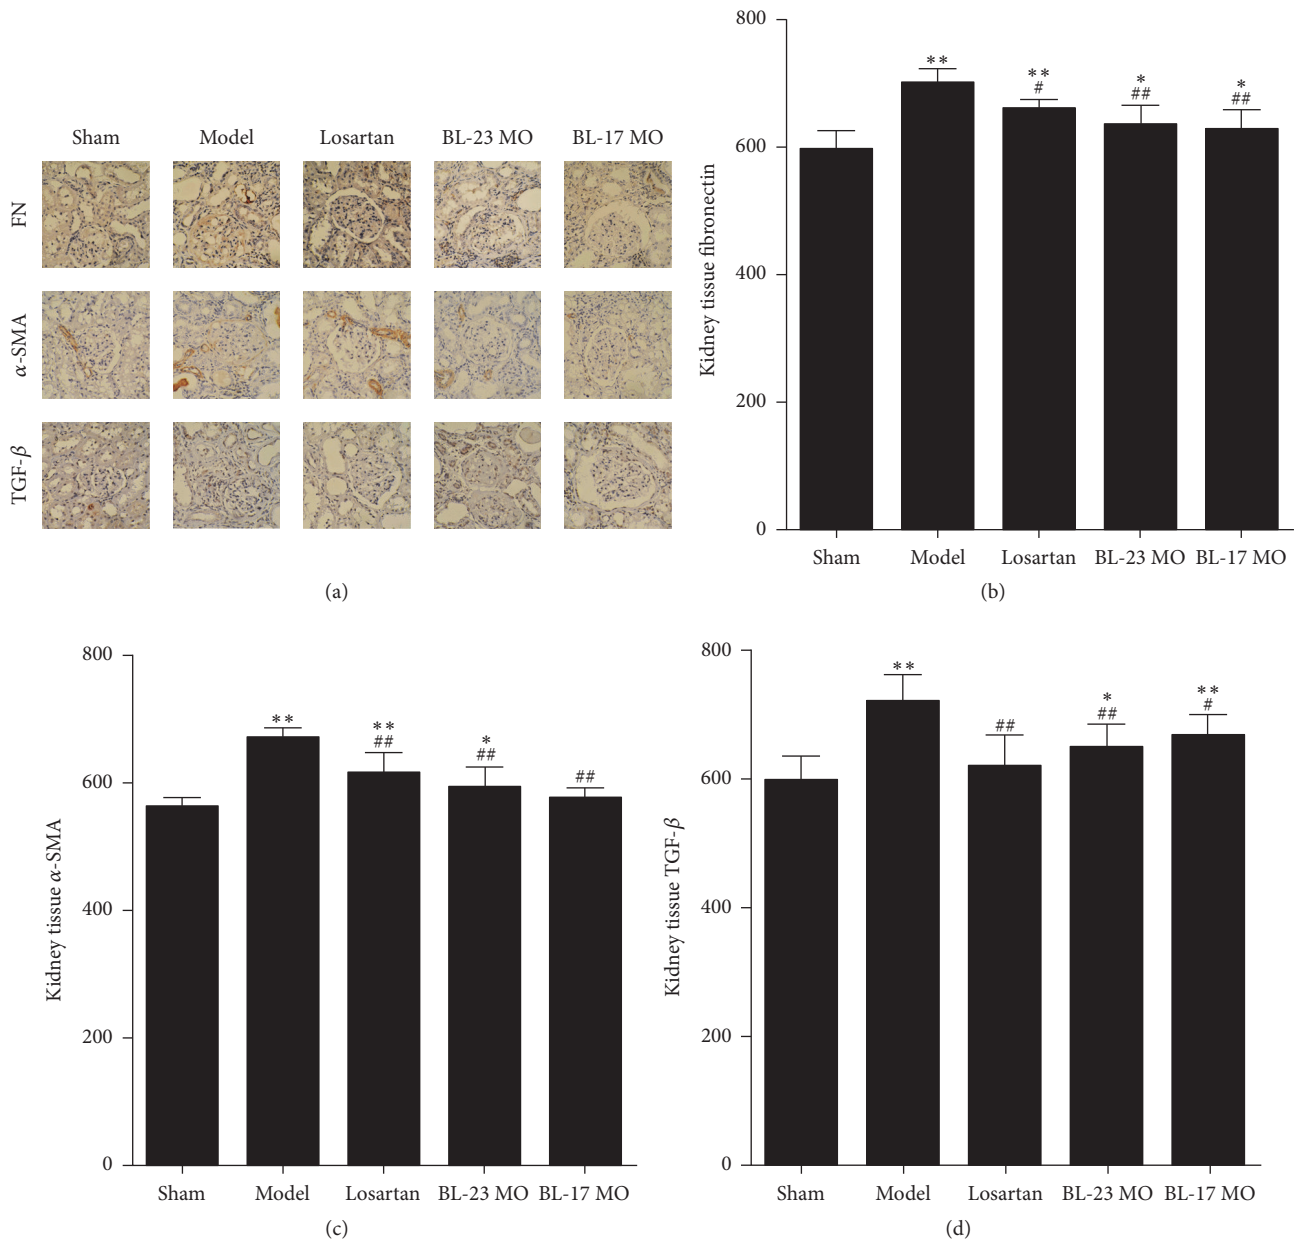 Sham Model Losartan BL-23 MO BL-17 MO
FN
α-SMA
TGF-β
(a)
800
600
400
200
0
Kidney tissue fibronectin
**
**
#
*
##
*
##
Sham Model Losartan BL-23 MO BL-17 MO
(b)
800
600
400
200
0
Kidney tissue α-SMA
**
**
##
*
##
##
Sham Model Losartan BL-23 MO BL-17 MO
(c)
800
600
400
200
0
Kidney tissue TGF-β
**
##
*
##
**
#
Sham Model Losartan BL-23 MO BL-17 MO
(d)